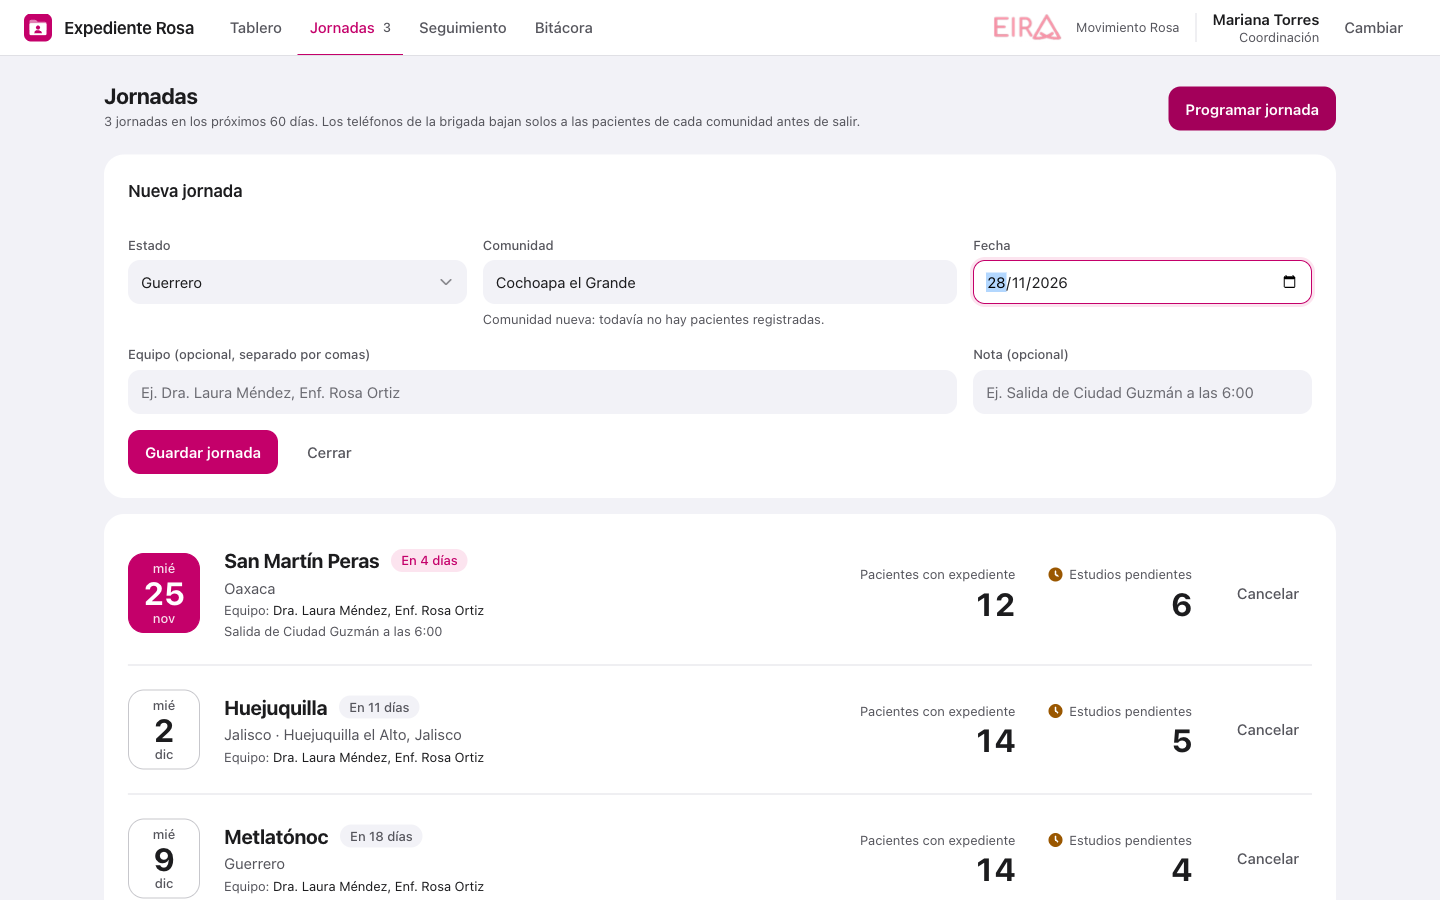 Expediente Rosa
Tablero
Jornadas 3
Seguimiento
Bitácora
EIRA
Movimiento Rosa
Mariana Torres
Coordinación
Cambiar
Jornadas
3 jornadas en los próximos 60 días. Los teléfonos de la brigada bajan solos a las pacientes de cada comunidad antes de salir.
Programar jornada
Nueva jornada
Estado
Guerrero
Comunidad
Cochoapa el Grande
Comunidad nueva: todavía no hay pacientes registradas.
Fecha
28/11/2026
Equipo (opcional, separado por comas)
Ej. Dra. Laura Méndez, Enf. Rosa Ortiz
Nota (opcional)
Ej. Salida de Ciudad Guzmán a las 6:00
Guardar jornada
Cerrar
mié
25
nov
San Martín Peras
En 4 días
Oaxaca
Equipo: Dra. Laura Méndez, Enf. Rosa Ortiz
Salida de Ciudad Guzmán a las 6:00
Pacientes con expediente
12
Estudios pendientes
6
Cancelar
mié
2
dic
Huejuquilla
En 11 días
Jalisco · Huejuquilla el Alto, Jalisco
Equipo: Dra. Laura Méndez, Enf. Rosa Ortiz
Pacientes con expediente
14
Estudios pendientes
5
Cancelar
mié
9
dic
Metlatónoc
En 18 días
Guerrero
Equipo: Dra. Laura Méndez, Enf. Rosa Ortiz
Pacientes con expediente
14
Estudios pendientes
4
Cancelar